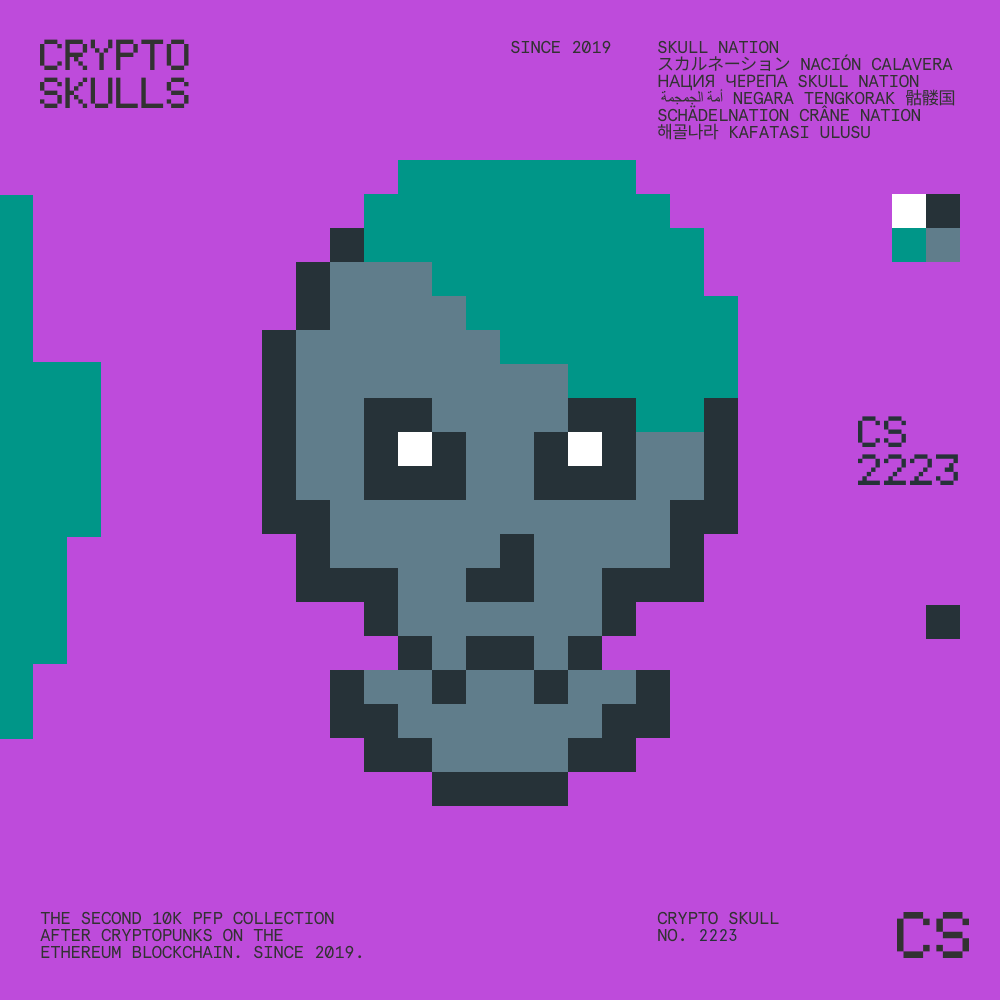 CRYPTO
SKULLS
SINCE 2019
SKULL NATION
スカルネーション NACIÓN CALAVERA
НАЦИЯ ЧЕРЕПА SKULL NATION
أمة الجمجمة NEGARA TENGKORAK 骷髅国
SCHÄDELNATION CRÂNE NATION
해골나라 KAFATASI ULUSU
CS
2223
THE SECOND 10K PFP COLLECTION
AFTER CRYPTOPUNKS ON THE
ETHEREUM BLOCKCHAIN. SINCE 2019.
CRYPTO SKULL
NO. 2223
CS